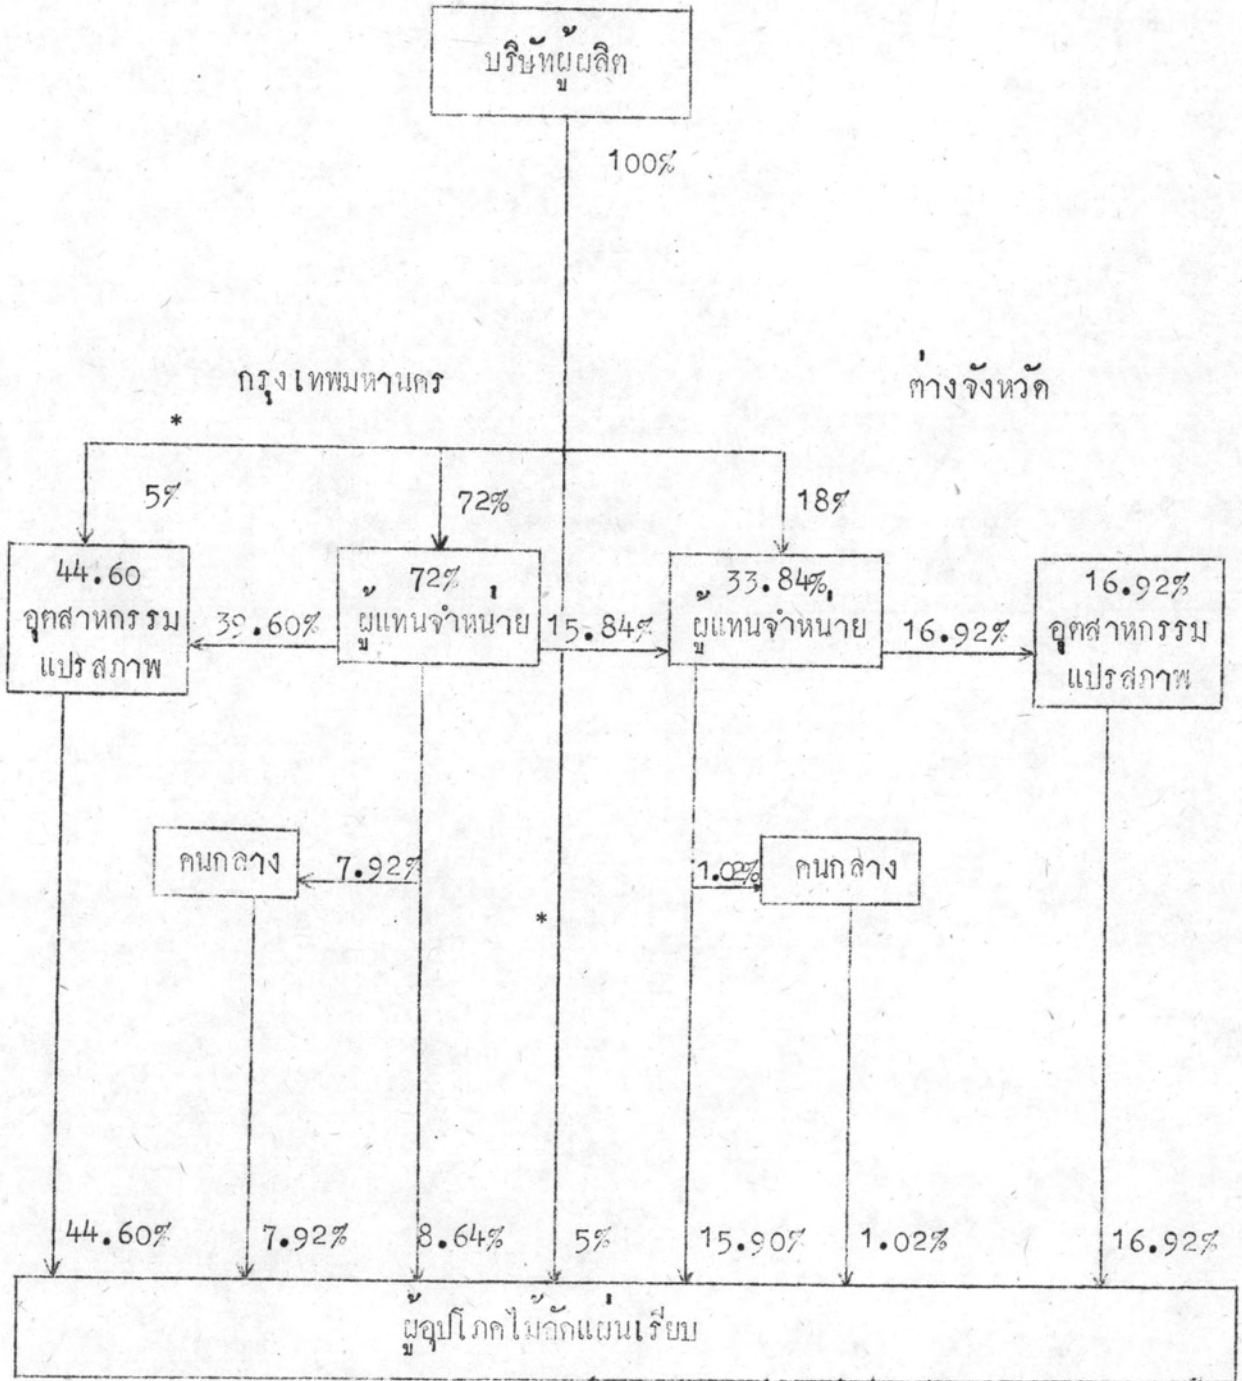 บริษัทผู้ผลิต
100%
กรุงเทพมหานคร
ต่างจังหวัด
*
5%
72%
18%
44.60
อุตสาหกรรม
แปรสภาพ
39.60%
72%
ผู้แทนจำหน่าย
15.84%
33.84%
ผู้แทนจำหน่าย
16.92%
16.92%
อุตสาหกรรม
แปรสภาพ
คนกลาง
7.92%
1.02%
คนกลาง
*
44.60%
7.92%
8.64%
5%
15.90%
1.02%
16.92%
ผู้อุปโภคไม้อัดแผ่นเรียบ